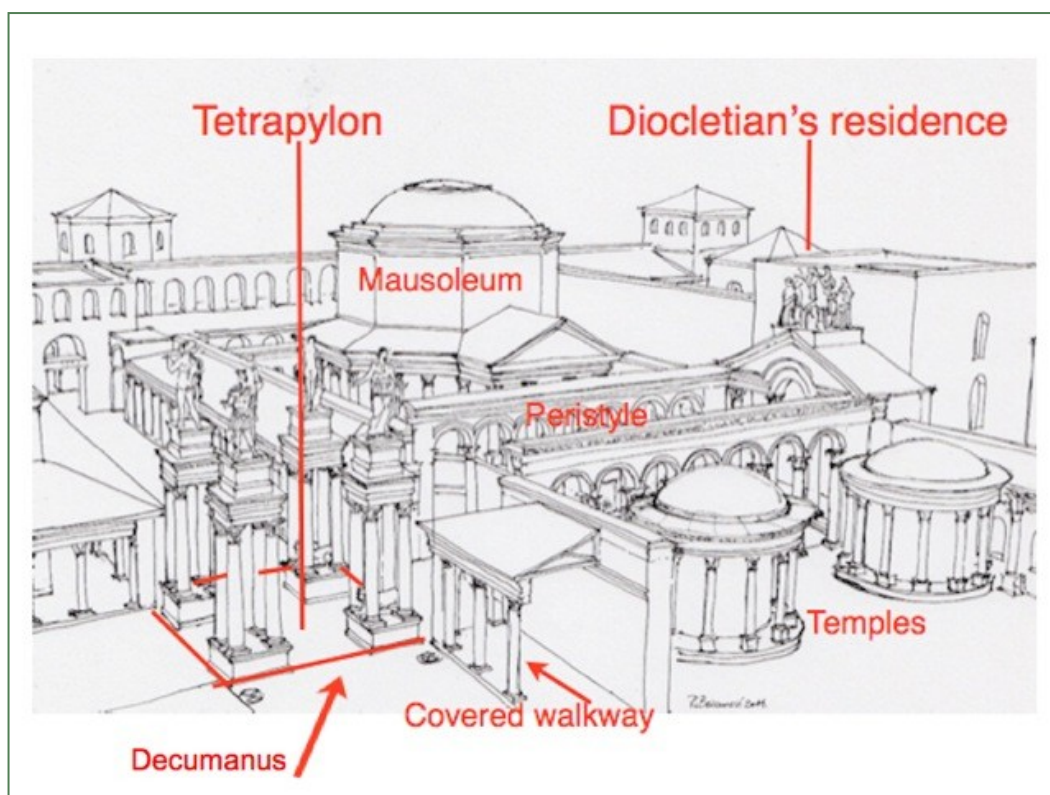 Tetrapylon
Diocletian's residence
Mausoleum
Peristyle
Temples
Covered walkway
Decumanus